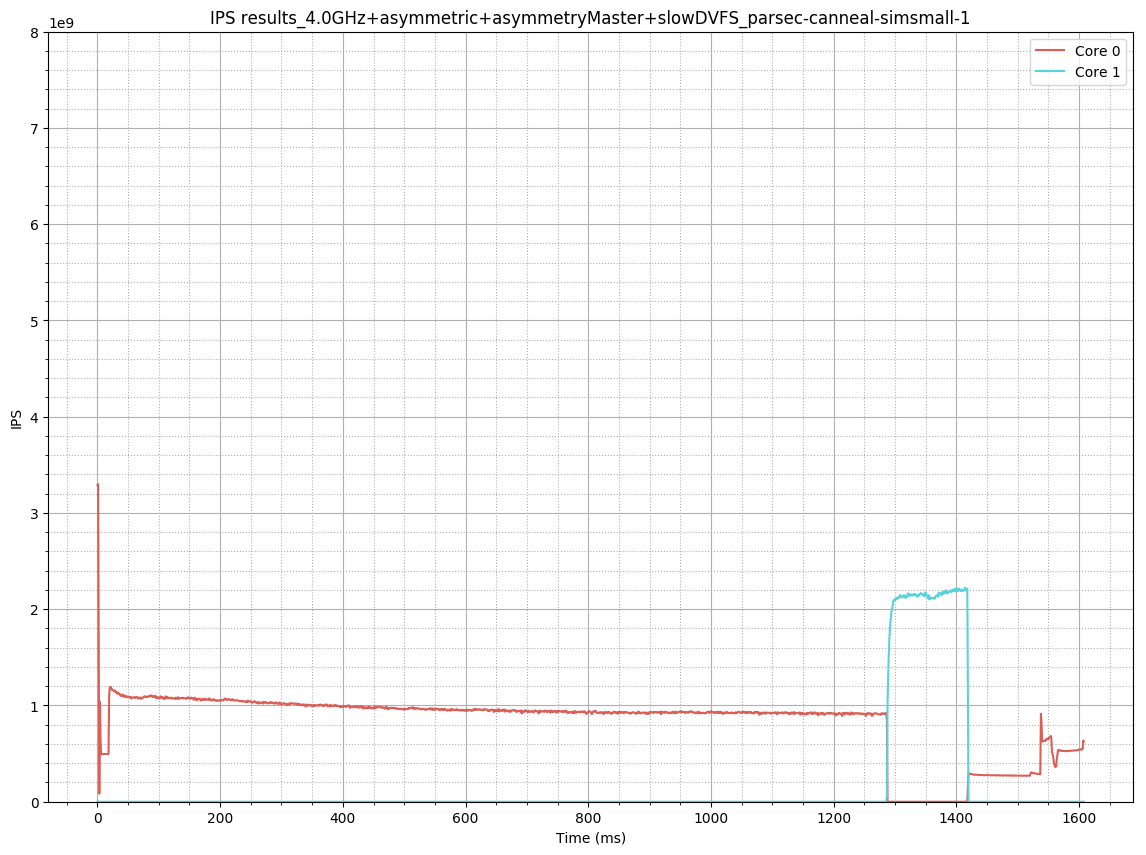 IPS results_4.0GHz+asymmetric+asymmetryMaster+slowDVFS_parsec-canneal-simsmall-1
1e9
Core 0
Core 1
8
7
6
5
4
3
2
1
0
IPS
0 200 400 600 800 1000 1200 1400 1600
Time (ms)